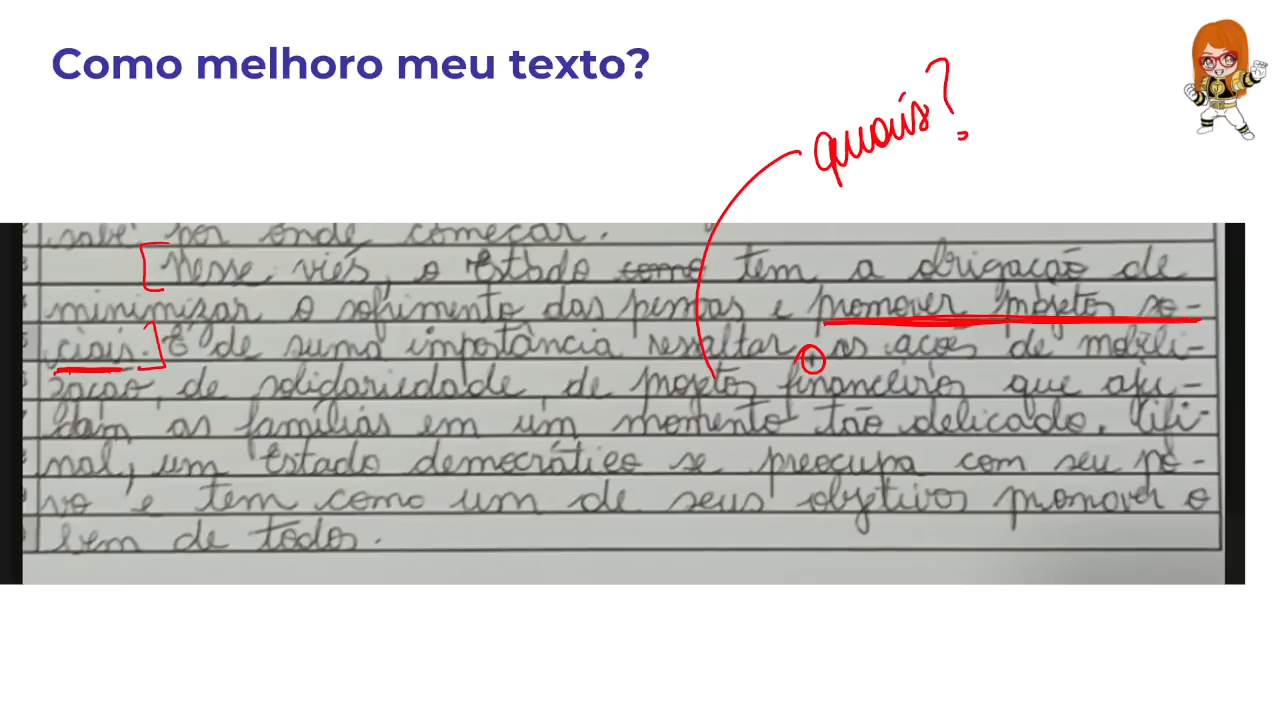 Como melhoro meu texto?
quais?
sabe por onde começar.
Nesse viés, o Estado como tem a obrigação de
minimizar o sofrimento das pessoas e promover projetos so-
ciais. É de suma importância ressaltar, as ações de mobili-
zação, de solidariedade, de projetos financeiros que aju-
dam as famílias em um momento tão delicado. Afi-
nal, um Estado democrático se preocupa com seu po-
vo e tem como um de seus objetivos promover o
bem de todos.